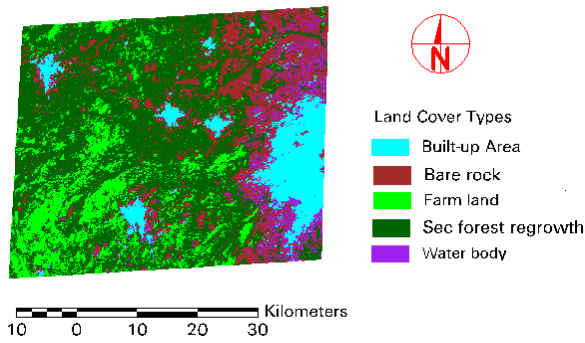 N
Land Cover Types
Built-up Area
Bare rock
Farm land
Sec forest regrowth
Water body
Kilometers
10 0 10 20 30